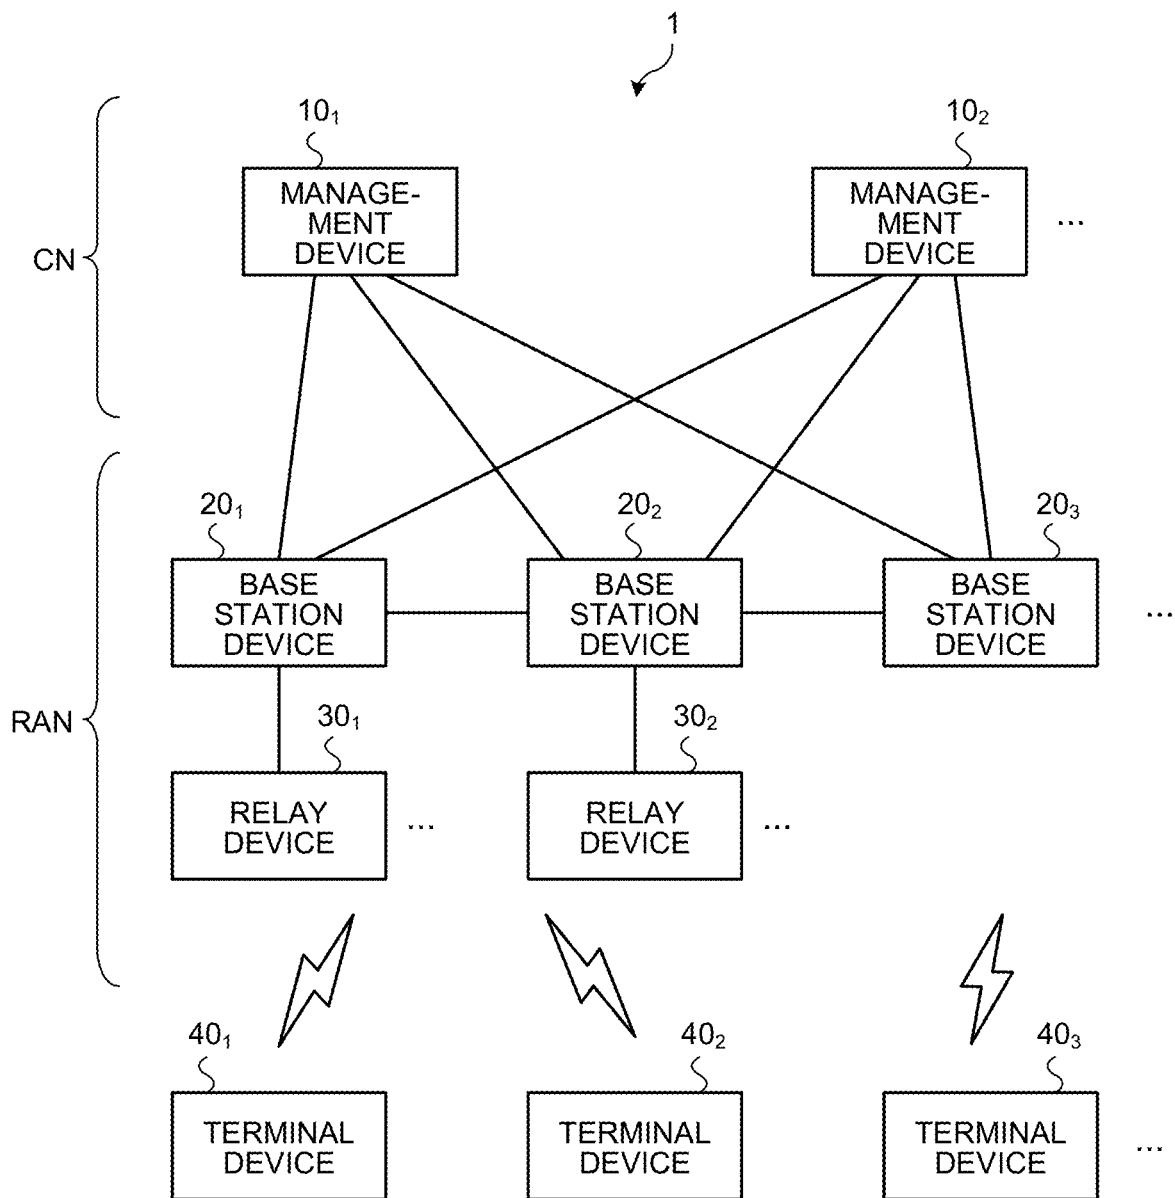 1
10₁
10₂
MANAGE-
MENT
DEVICE
MANAGE-
MENT
DEVICE
...
CN
20₁
20₂
20₃
BASE
STATION
DEVICE
BASE
STATION
DEVICE
BASE
STATION
DEVICE
...
RAN
30₁
30₂
RELAY
DEVICE
...
RELAY
DEVICE
...
40₁
40₂
40₃
TERMINAL
DEVICE
TERMINAL
DEVICE
TERMINAL
DEVICE
...